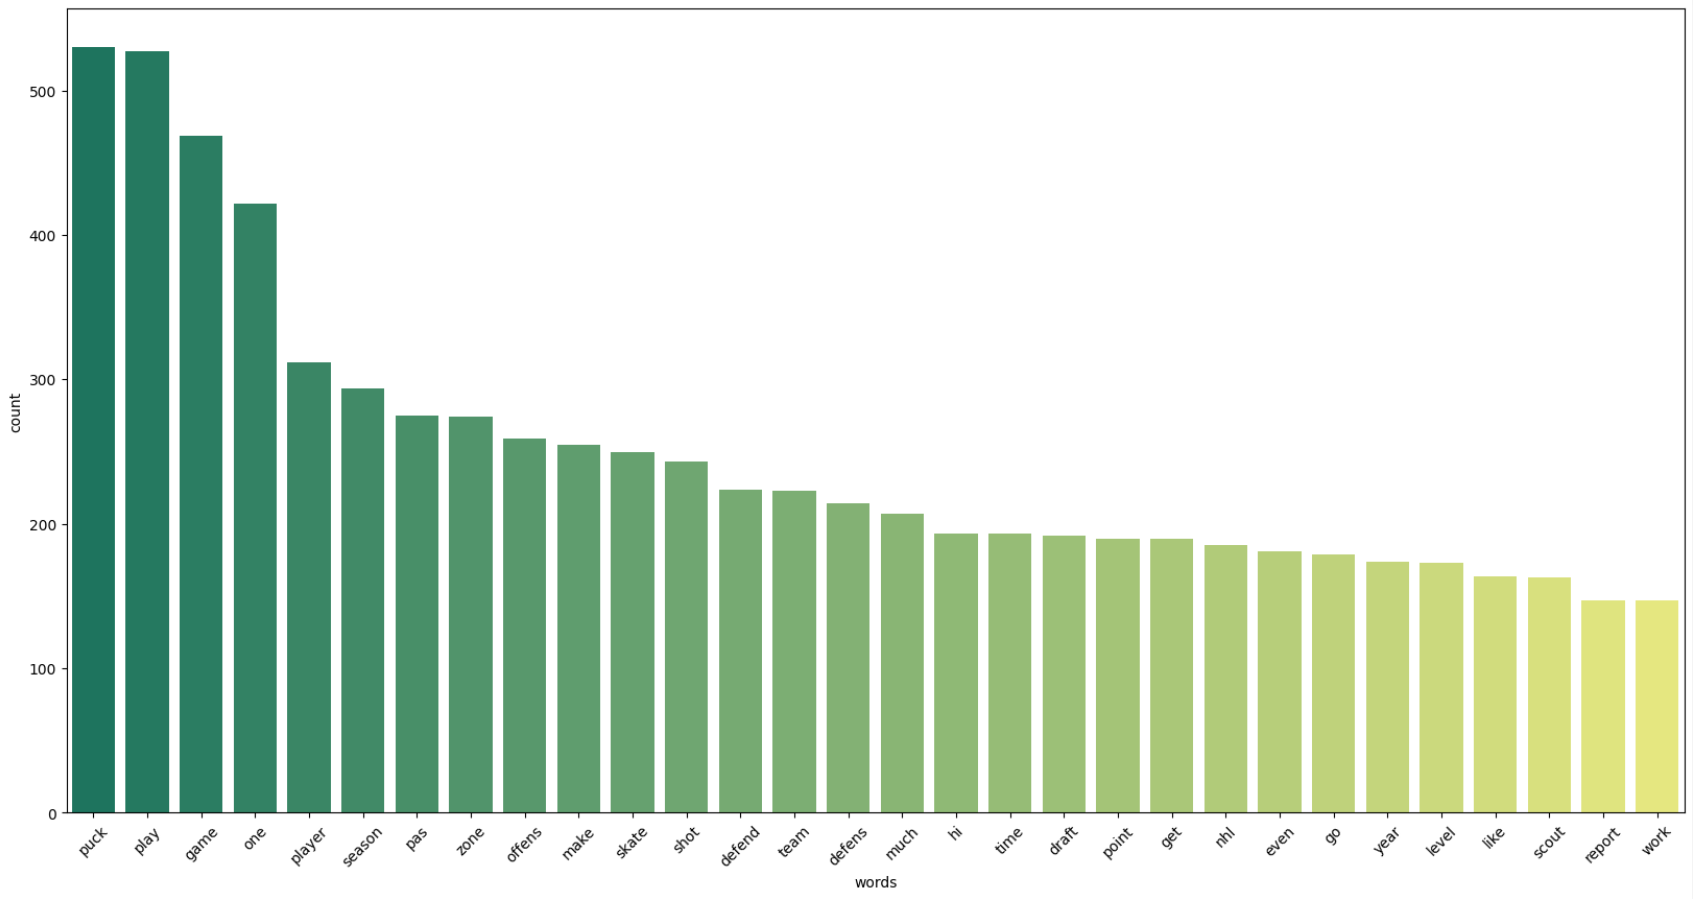 500
400
300
200
100
0
count
puck play game one player season pas zone offens make skate shot defend team defens much hi time draft point get nhl even go year level like scout report work
words